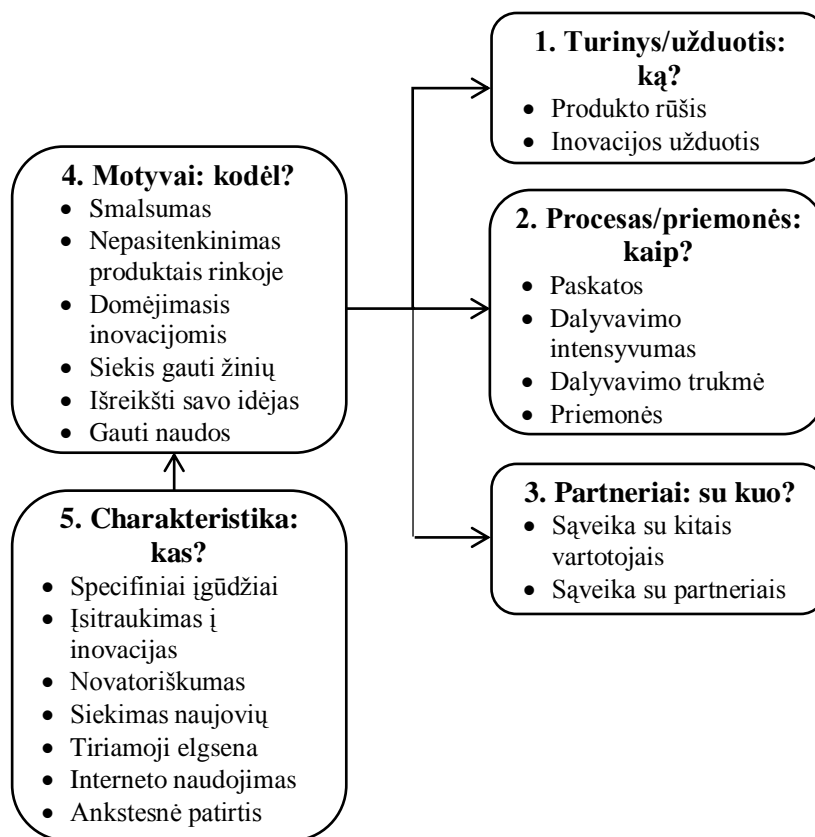 1. Turinys/užduotis:
ką?
• Produkto rūšis
• Inovacijos užduotis
4. Motyvai: kodėl?
• Smalsumas
• Nepasitenkinimas
produktais rinkoje
• Domėjimasis
inovacijomis
• Siekis gauti žinių
• Išreikšti savo idėjas
• Gauti naudos
2. Procesas/priemonės:
kaip?
• Paskatos
• Dalyvavimo
intensyvumas
• Dalyvavimo trukmė
• Priemonės
3. Partneriai: su kuo?
• Sąveika su kitais
vartotojais
• Sąveika su partneriais
5. Charakteristika:
kas?
• Specifiniai įgūdžiai
• Įsitraukimas į
inovacijas
• Novatoriškumas
• Siekimas naujovių
• Tiriamoji elgsena
• Interneto naudojimas
• Ankstesnė patirtis